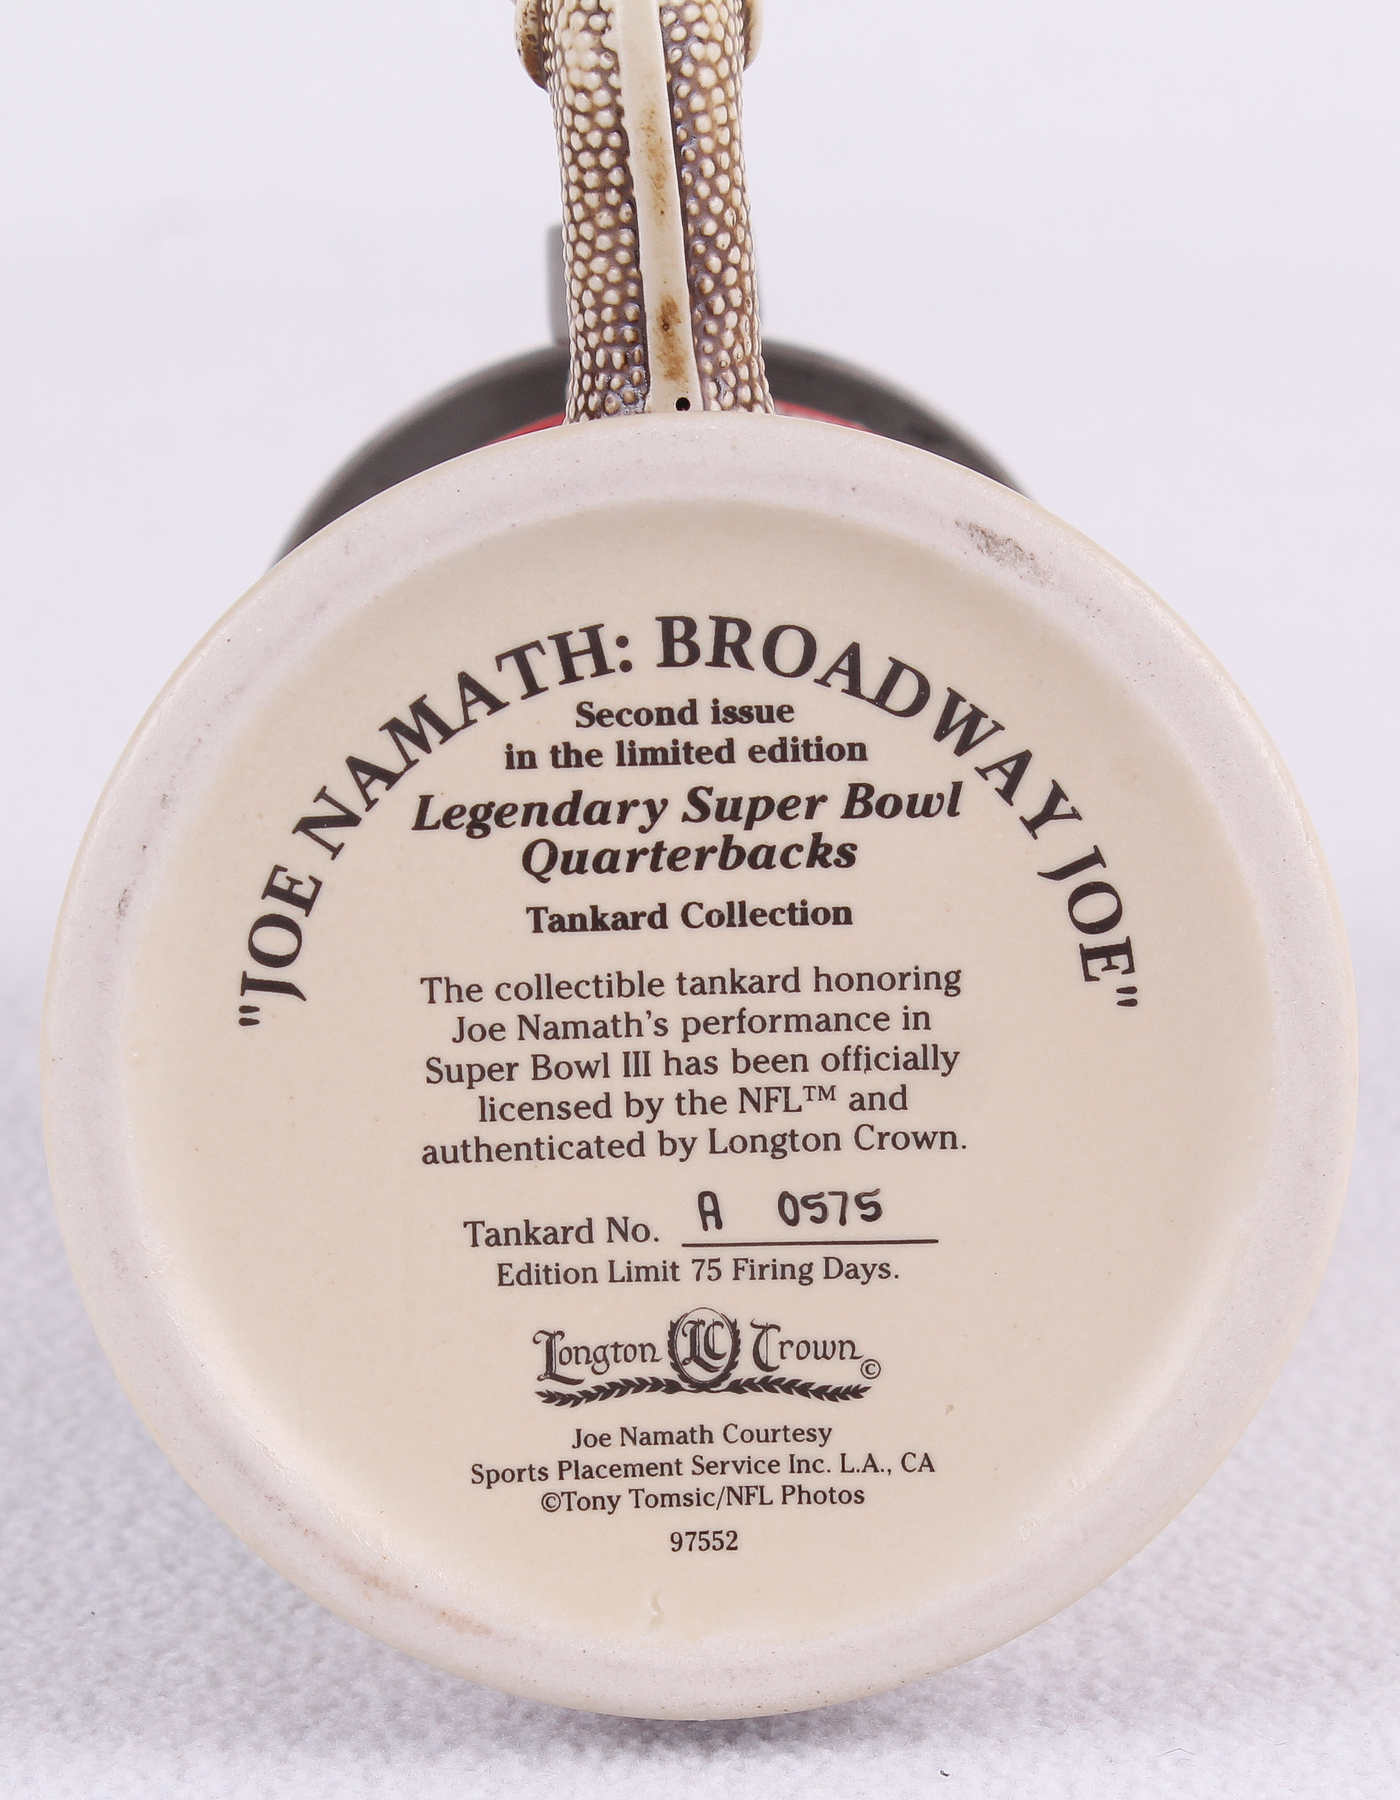 "JOE NAMATH: BROADWAY JOE"
Second issue
in the limited edition
Legendary Super Bowl
Quarterbacks
Tankard Collection
The collectible tankard honoring
Joe Namath's performance in
Super Bowl III has been officially
licensed by the NFL™ and
authenticated by Longton Crown.
Tankard No. A 0575
Edition Limit 75 Firing Days.
Longton LC Crown©
Joe Namath Courtesy
Sports Placement Service Inc. L.A., CA
©Tony Tomsic/NFL Photos
97552